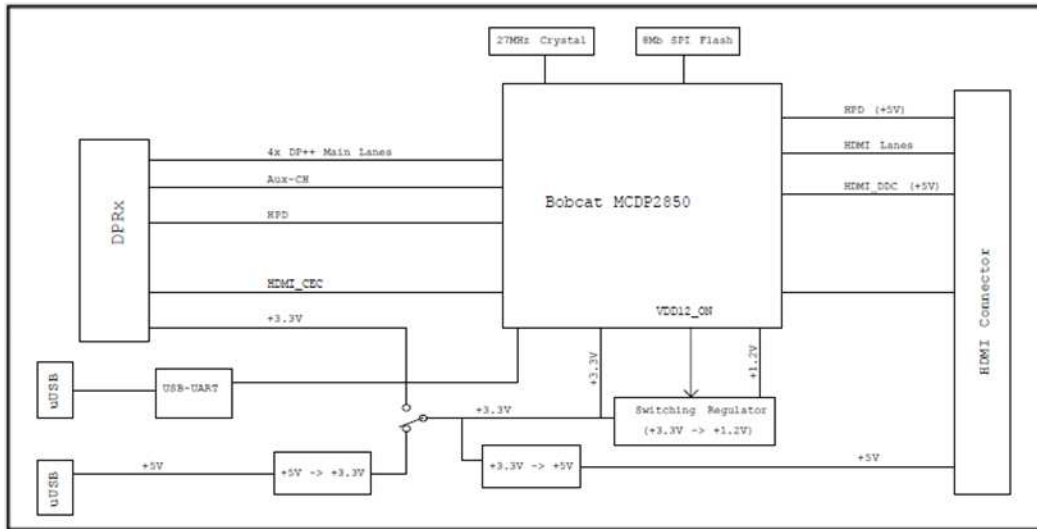 27MHz Crystal
8Mb SPI Flash
HPD (+5V)
4x DP++ Main Lanes
HDMI Lanes
Aux-CH
HDMI_DDC (+5V)
Bobcat MCDP2850
DPRx
HPD
HDMI_CEC
VDD12_ON
+3.3V
HDMI Connector
+3.3V
+1.2V
uUSB
USB-UART
+3.3V
Switching Regulator
(+3.3V -> +1.2V)
uUSB
+5V
+5V -> +3.3V
+3.3V -> +5V
+5V